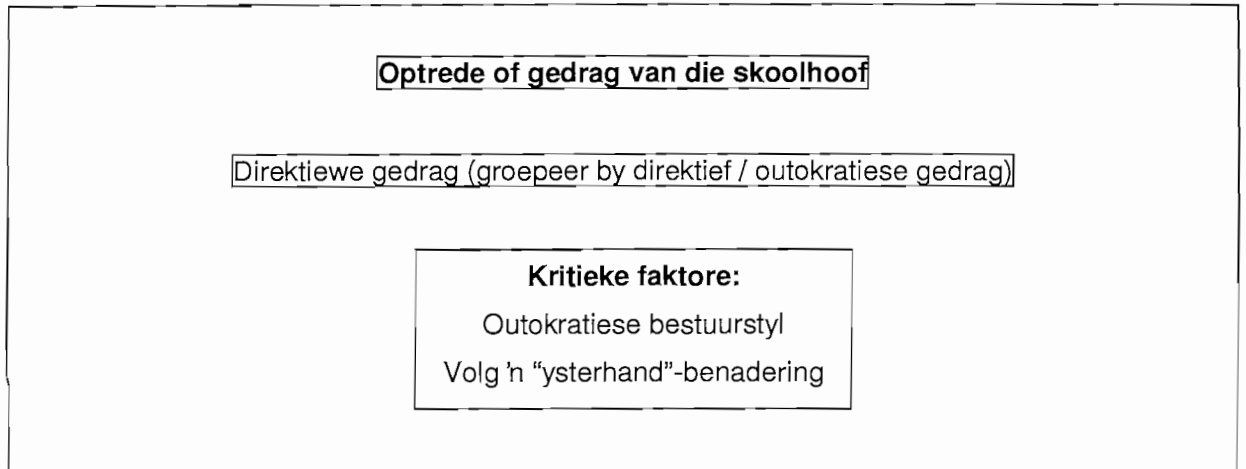 Optrede of gedrag van die skoolhoof
Direktiewe gedrag (groepeer by direktief / outokratiese gedrag)
Kritieke faktore:
Outokratiese bestuurstyl
Volg 'n “ysterhand”-benadering